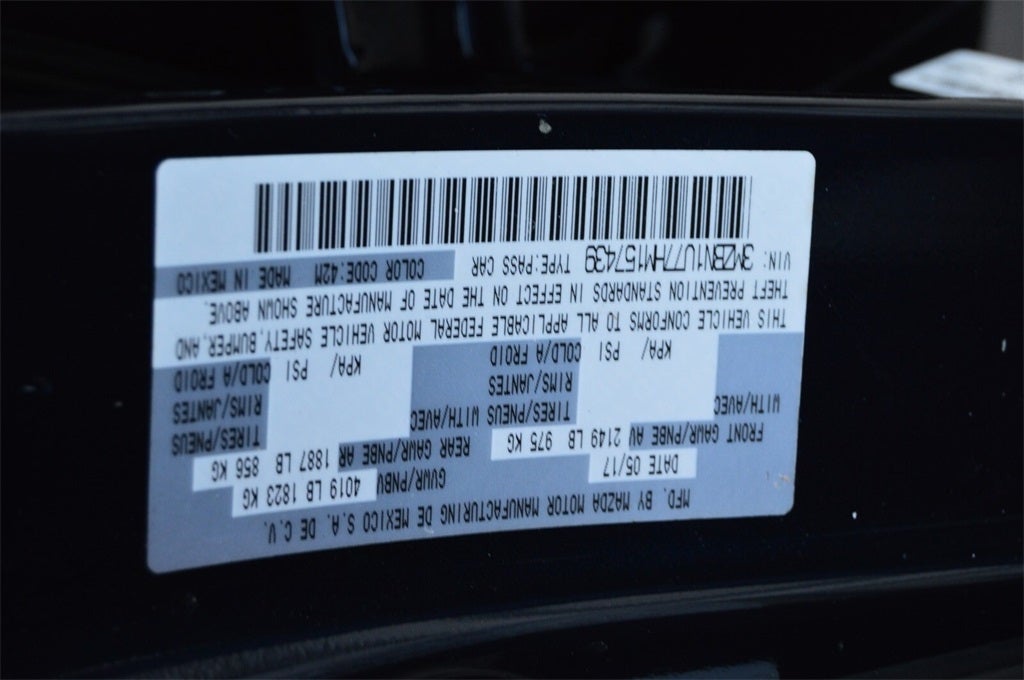 MFD. BY MAZDA MOTOR MANUFACTURING DE MEXICO S.A. DE C.V.
DATE 05/17 GVWR/PNBV 4019 LB 1823 KG
FRONT GAWR/PNBE AV 2149 LB 975 KG REAR GAWR/PNBE AR 1887 LB 856 KG
WITH/AVEC TIRES/PNEUS WITH/AVEC TIRES/PNEUS
RIMS/JANTES RIMS/JANTES
KPA/ PSI COLD/A FROID KPA/ PSI COLD/A FROID
THIS VEHICLE CONFORMS TO ALL APPLICABLE FEDERAL MOTOR VEHICLE SAFETY, BUMPER, AND
THEFT PREVENTION STANDARDS IN EFFECT ON THE DATE OF MANUFACTURE SHOWN ABOVE.
VIN: 3MZBN1U77HM157439 TYPE:PASS CAR COLOR CODE:42M MADE IN MEXICO